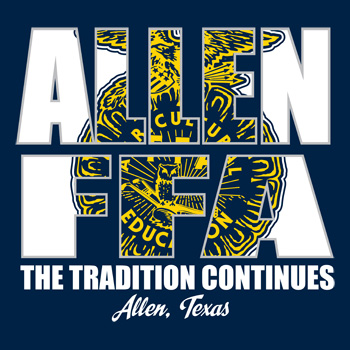 ALLEN
FFA
THE TRADITION CONTINUES
Allen, Texas